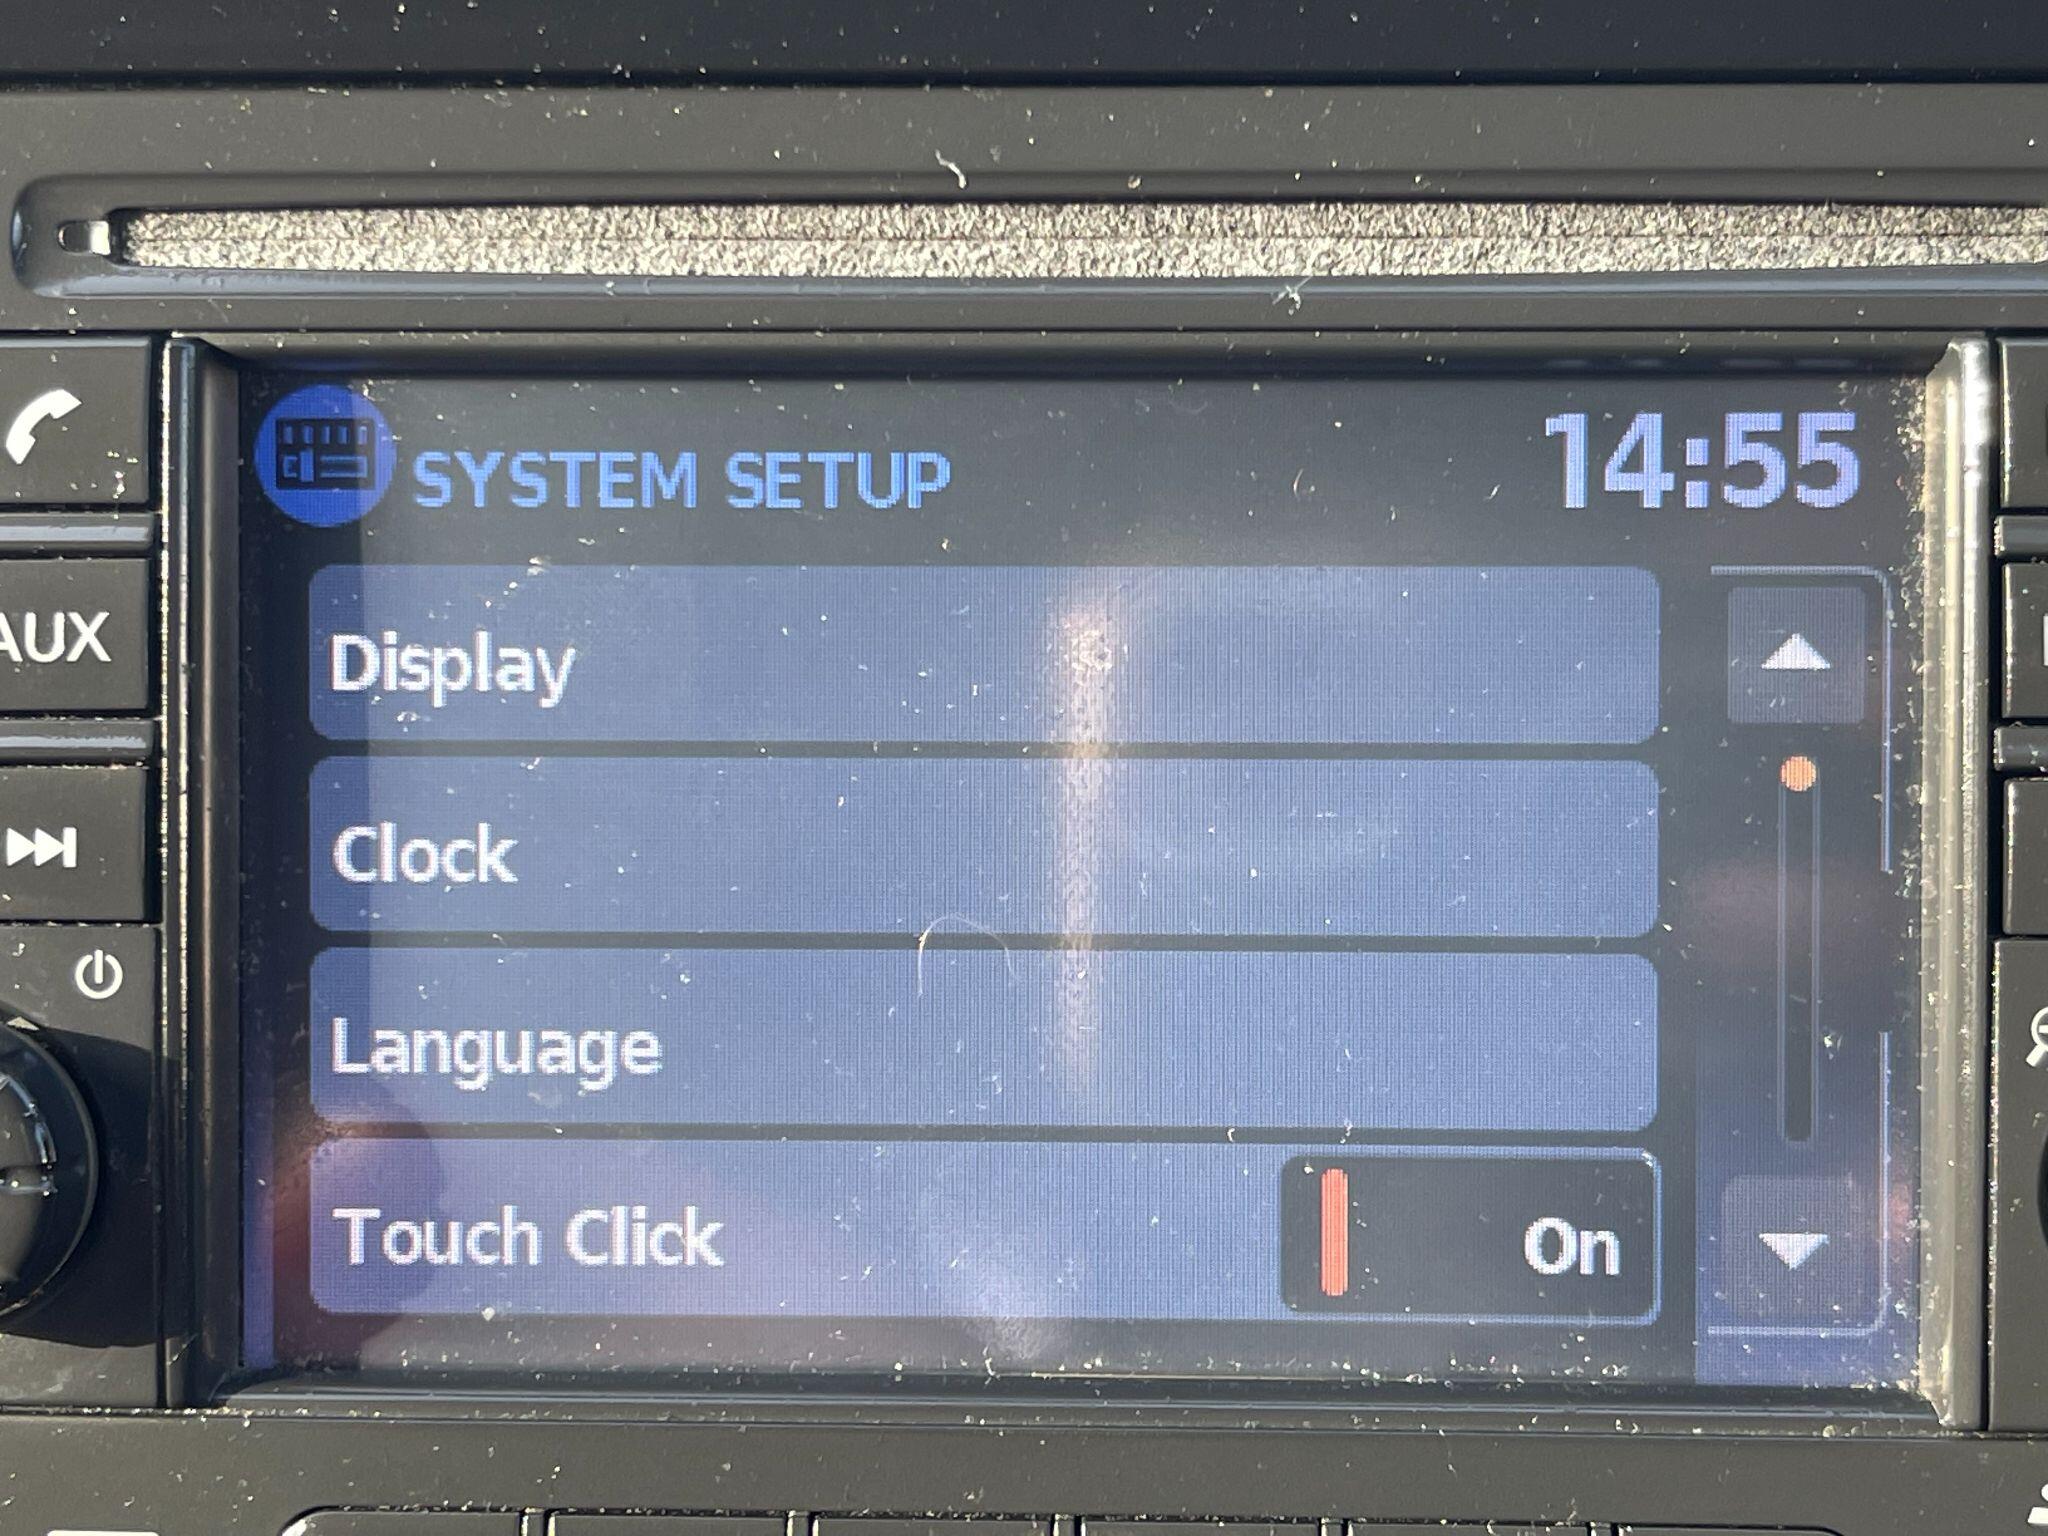 SYSTEM SETUP
14:55
AUX
Display
Clock
Language
Touch Click
On